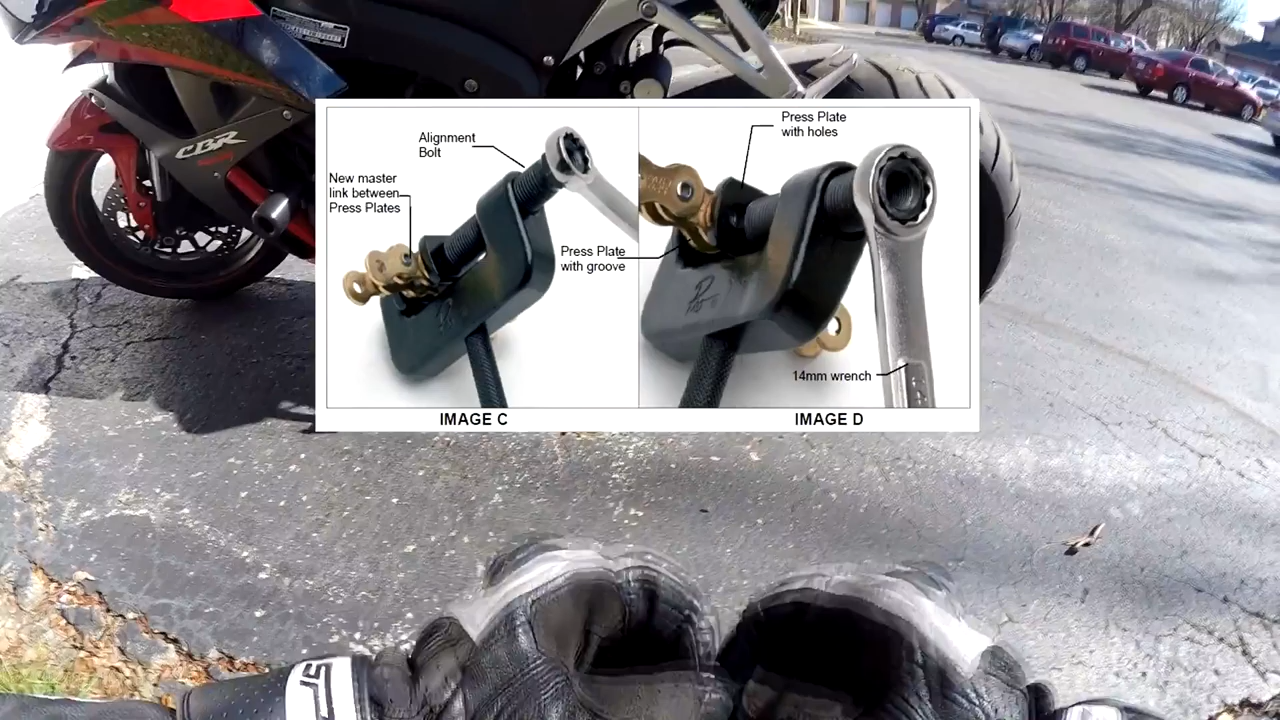 CBR
Alignment
Bolt
New master
link between
Press Plates
IMAGE C
Press Plate
with holes
Press Plate
with groove
14mm wrench
IMAGE D